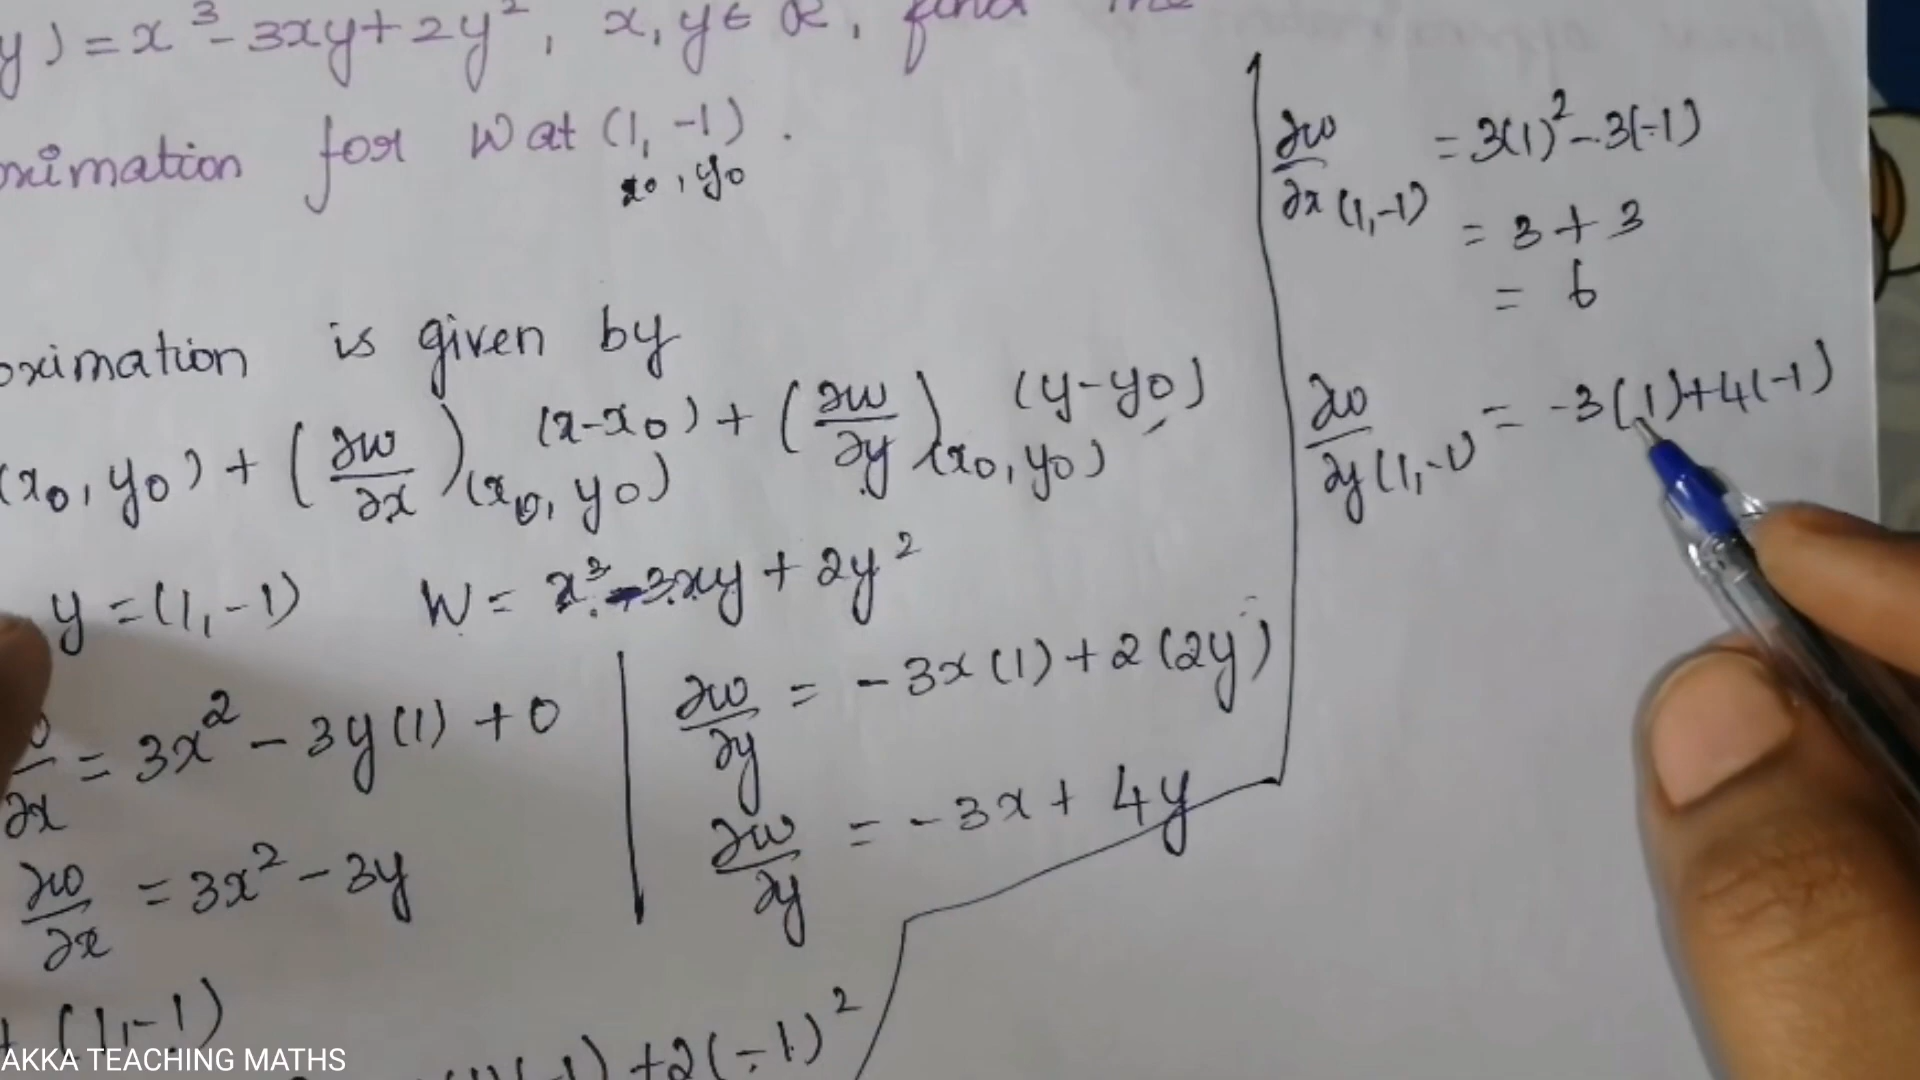 y) = x³ - 3xy + 2y², x, y ∈ R, find the
oximation for W at (1, -1) .
x₀, y₀
oximation is given by
(x₀, y₀) + (∂w/∂x)(x₀, y₀) (x - x₀) + (∂w/∂y)(x₀, y₀) (y - y₀)
y = (1, -1) W = x³ - 3xy + 2y²
∂x = 3x² - 3y(1) + 0
∂w/∂x = 3x² - 3y
∂w/∂y = -3x(1) + 2(2y)
∂w/∂y = -3x + 4y
(1, -1)
(-1) + 2(-1)²
∂w/∂x (1, -1) = 3(1)² - 3(-1)
= 3 + 3
= 6
∂w/∂y (1, -1) = -3(1) + 4(-1)
AKKA TEACHING MATHS